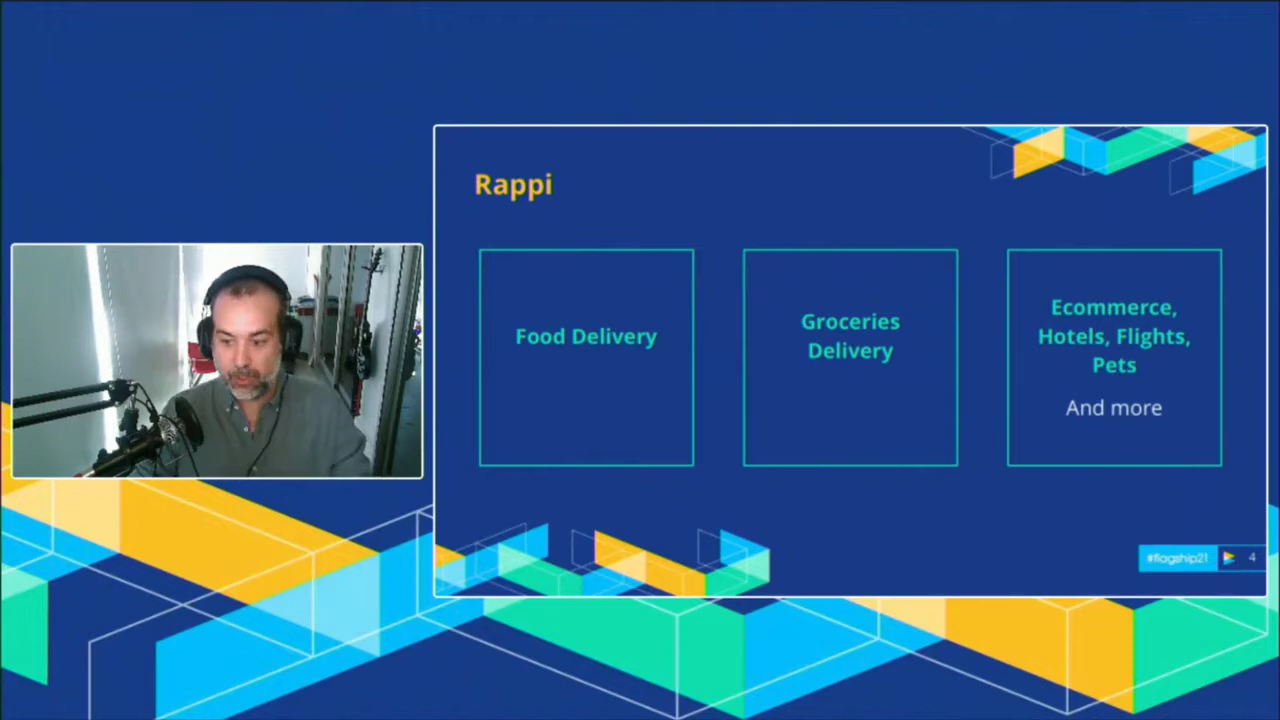 Rappi
Food Delivery
Groceries
Delivery
Ecommerce,
Hotels, Flights,
Pets
And more
#flagship21
4